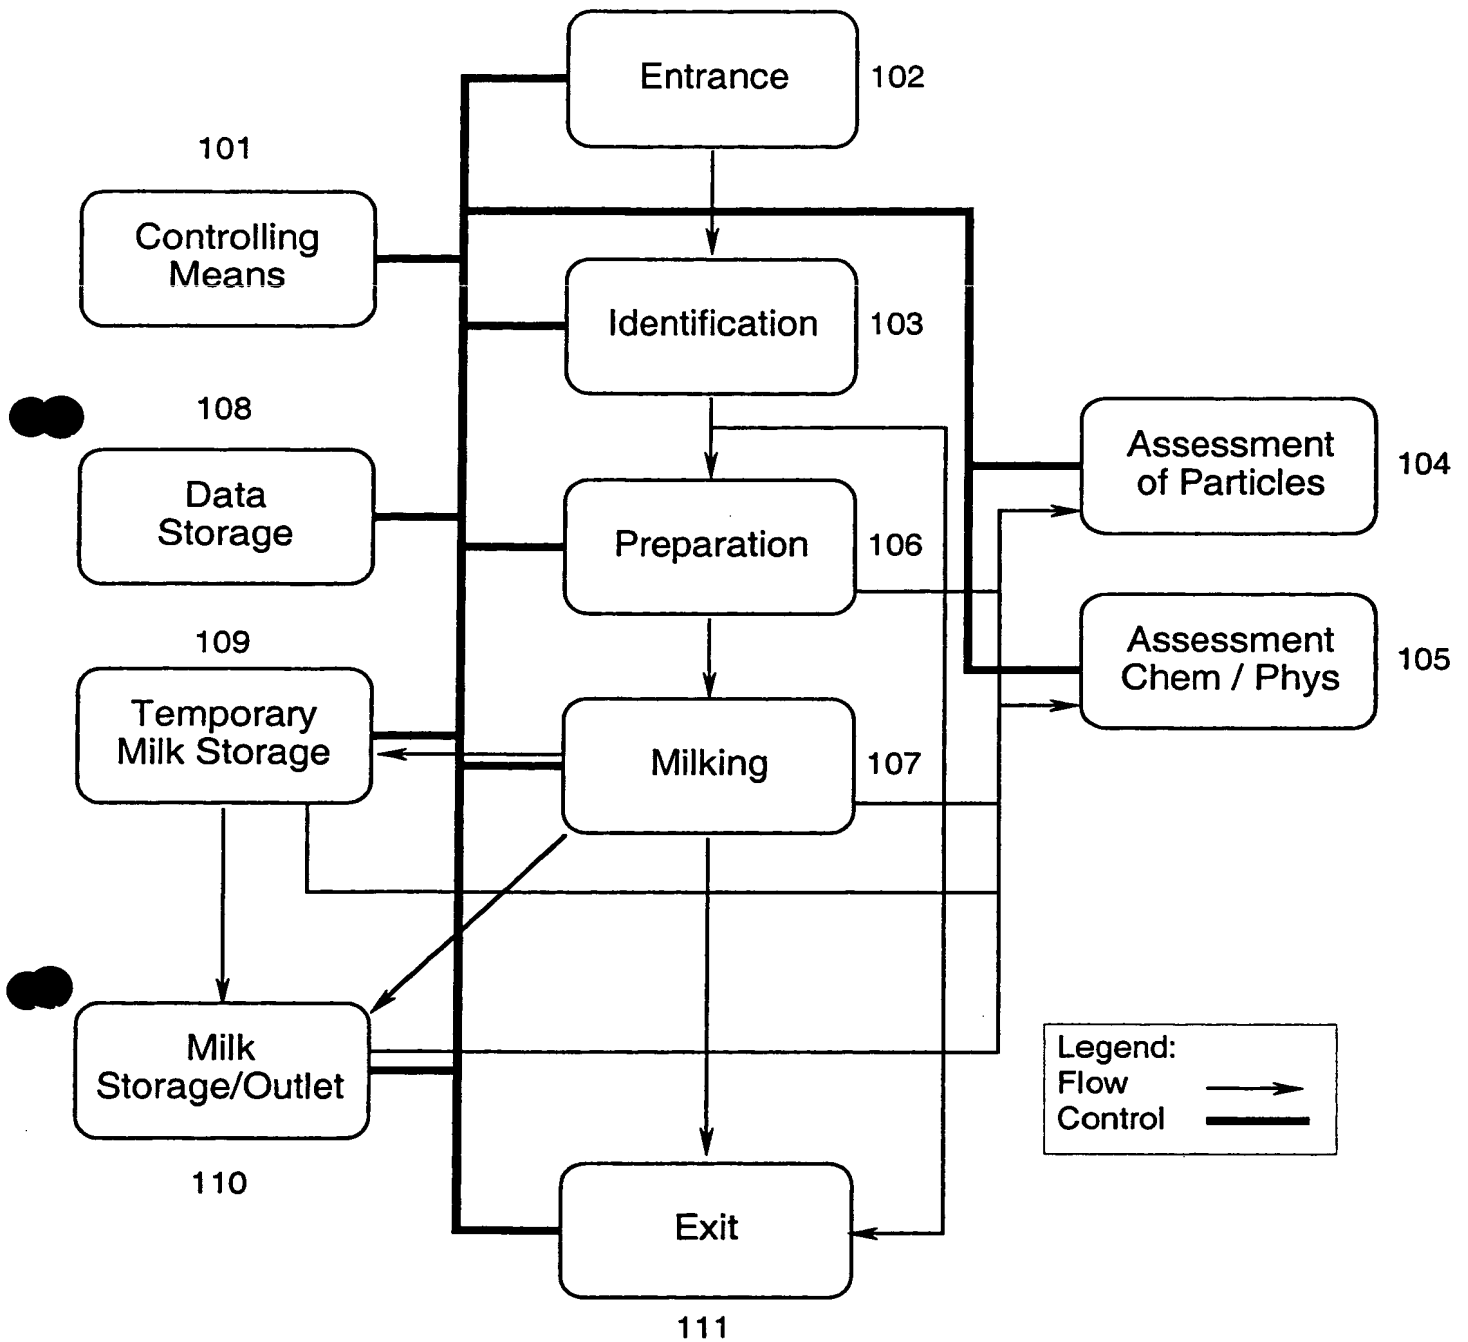 Entrance
102
101
Controlling
Means
Identification
103
108
Data
Storage
Assessment
of Particles
104
Preparation
106
109
Temporary
Milk Storage
Assessment
Chem / Phys
105
Milking
107
Milk
Storage/Outlet
110
Legend:
Flow
Control
Exit
111